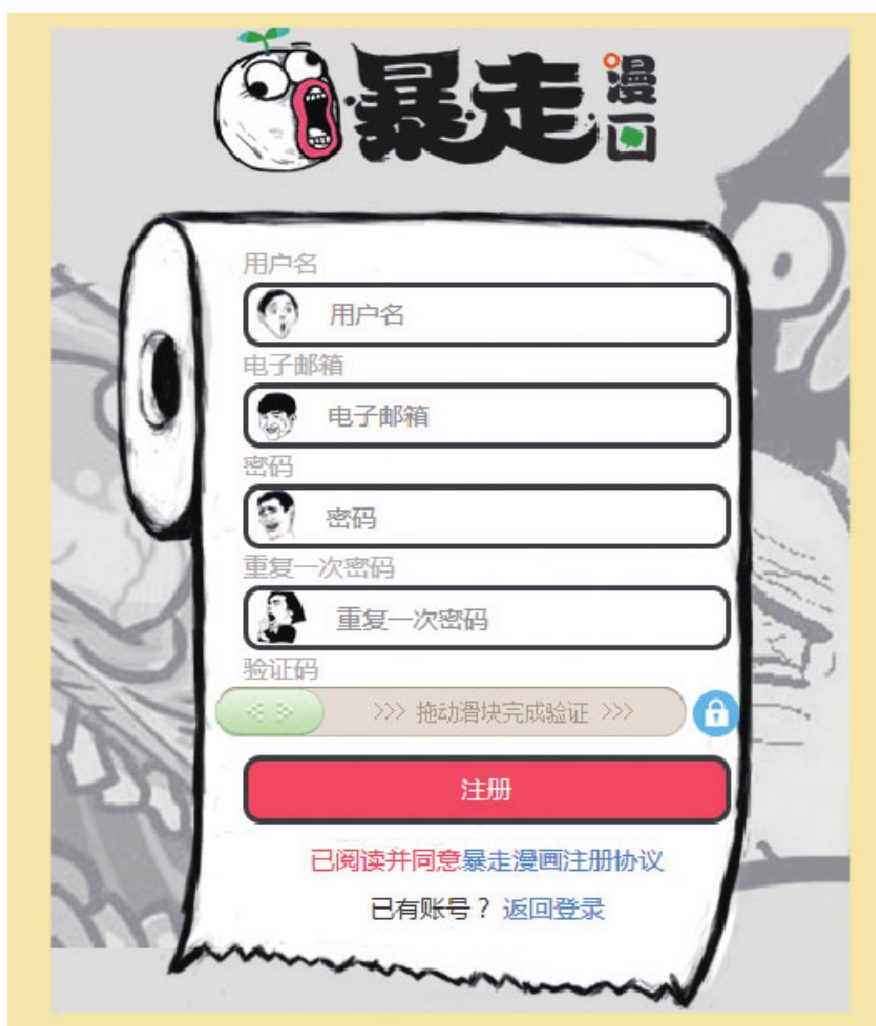 暴走漫画
用户名
用户名
电子邮箱
电子邮箱
密码
密码
重复一次密码
重复一次密码
验证码
>>> 拖动滑块完成验证 >>>
注册
已阅读并同意暴走漫画注册协议
已有账号？返回登录